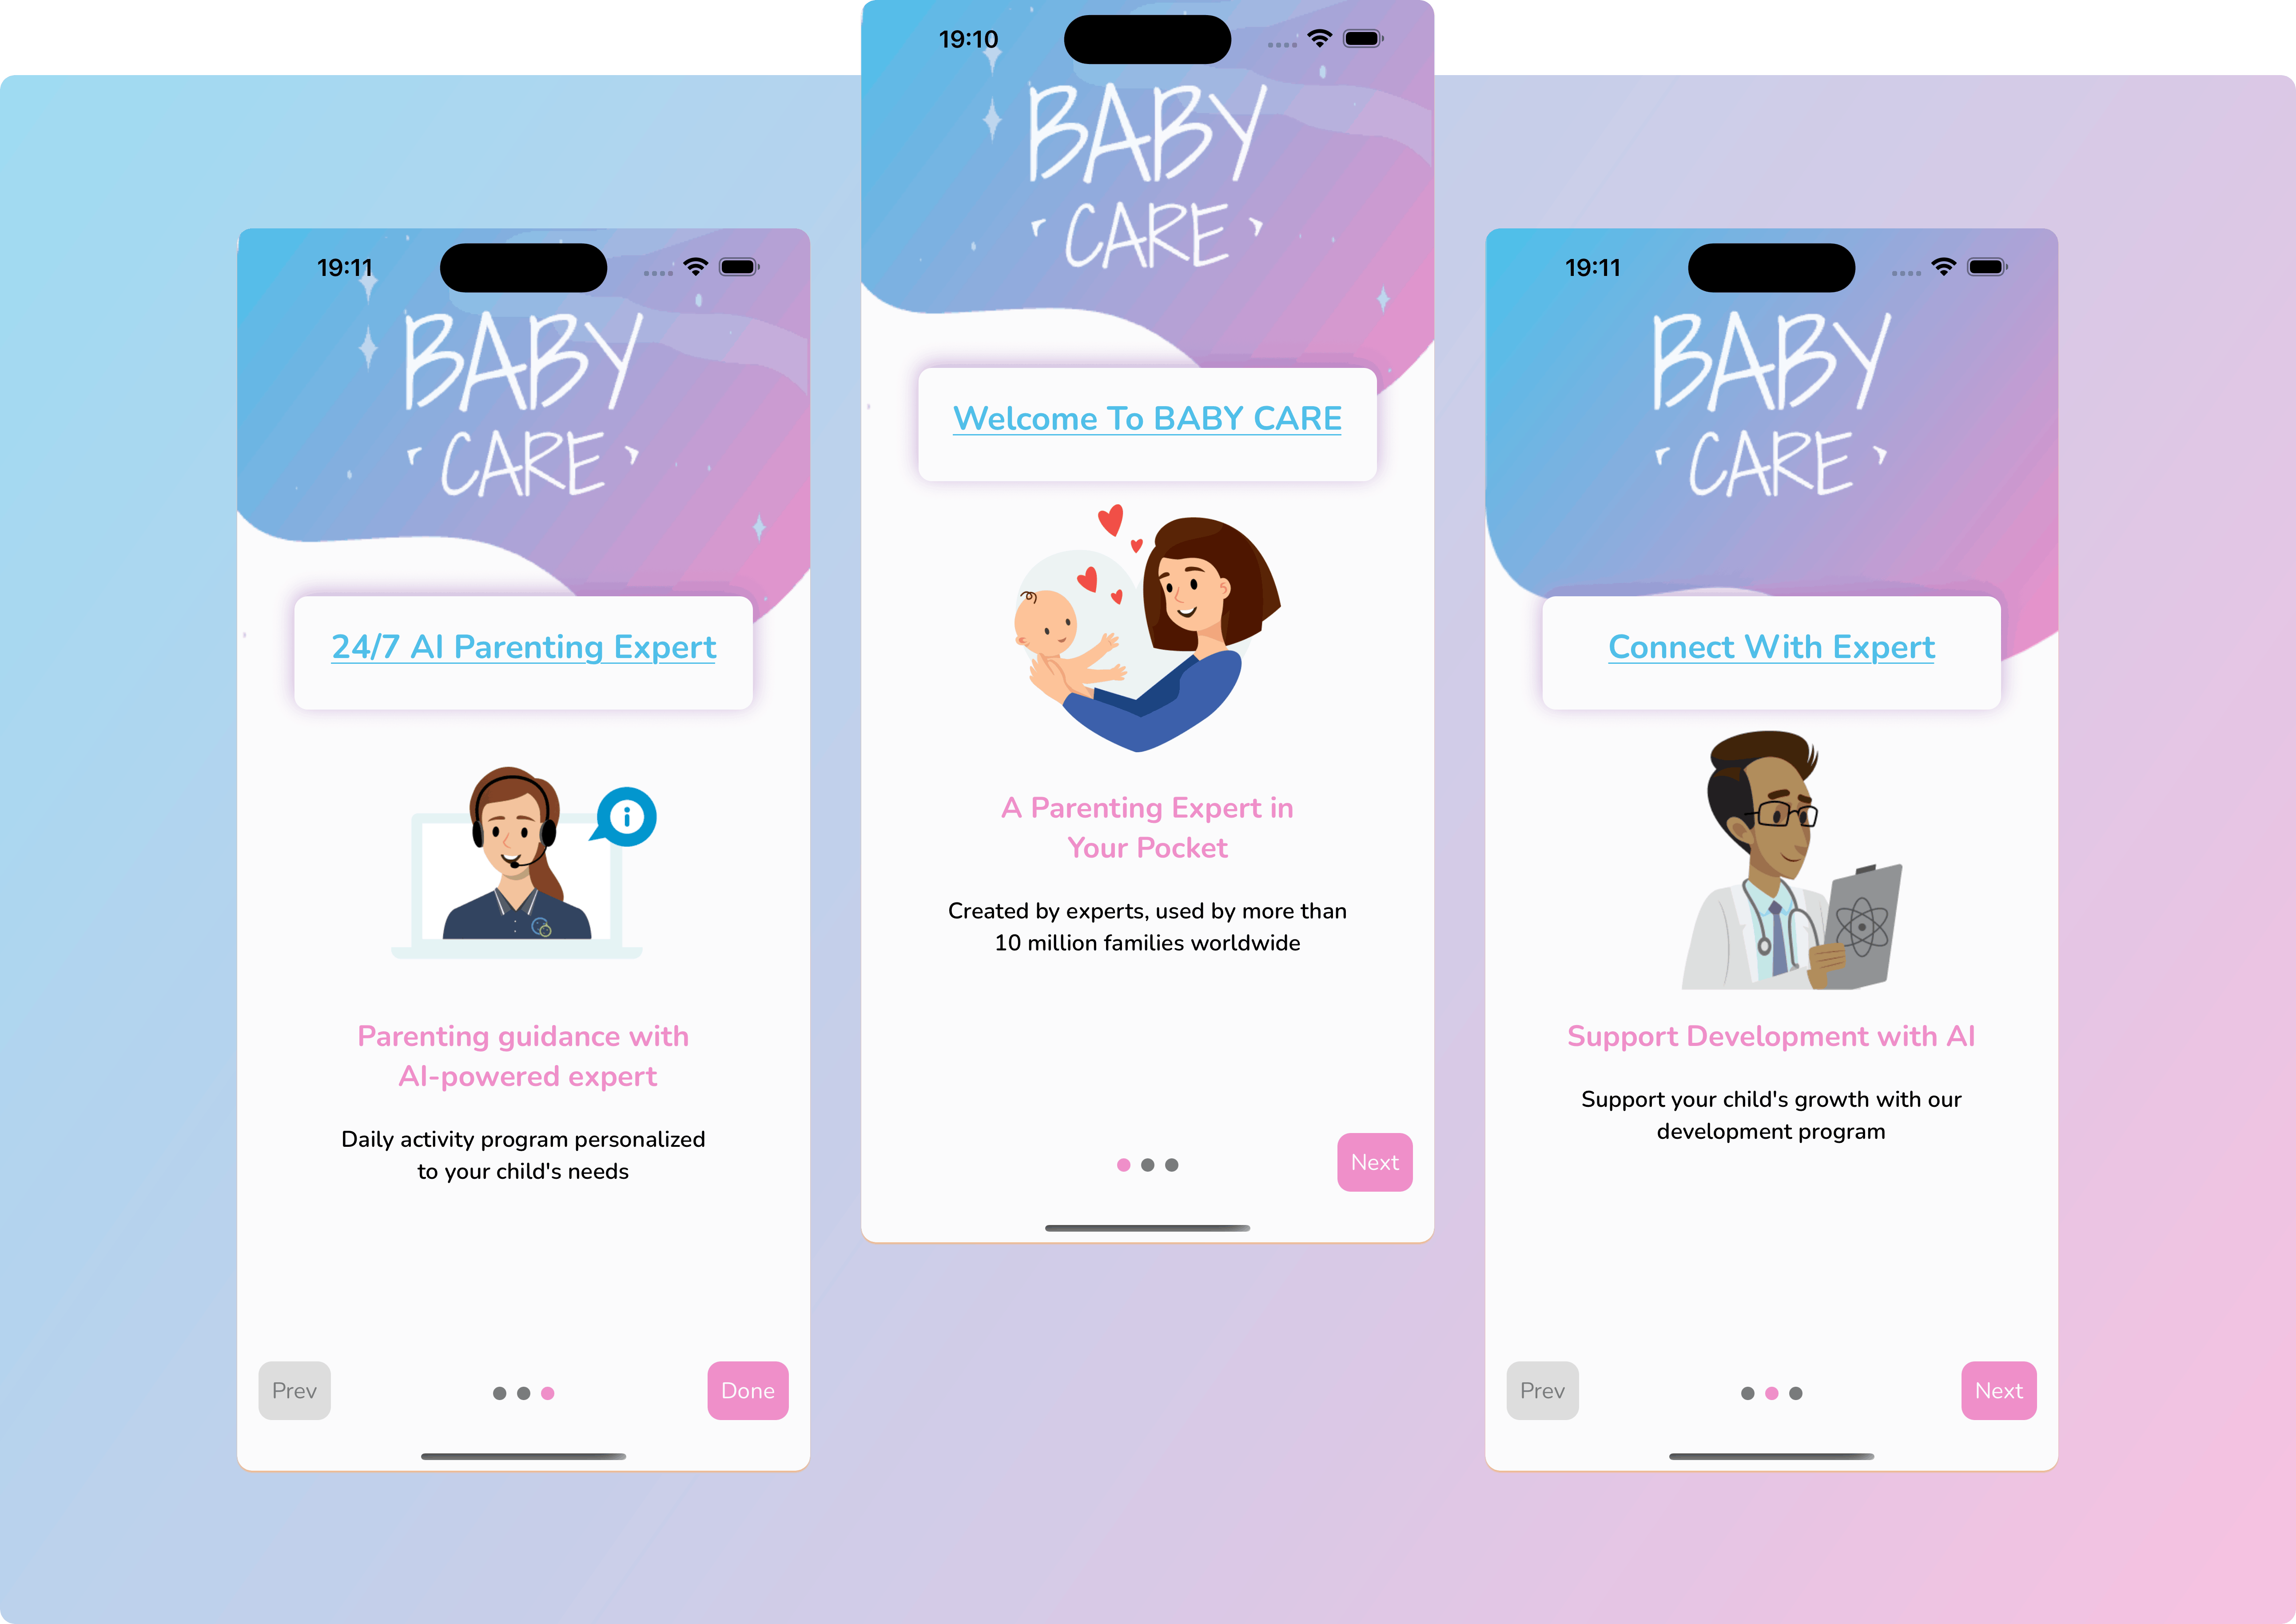 19:11
BABY
CARE
24/7 AI Parenting Expert
Parenting guidance with
AI-powered expert
Daily activity program personalized
to your child's needs
Prev
Done
19:10
BABY
CARE
Welcome To BABY CARE
A Parenting Expert in
Your Pocket
Created by experts, used by more than
10 million families worldwide
Next
19:11
BABY
CARE
Connect With Expert
Support Development with AI
Support your child's growth with our
development program
Prev
Next